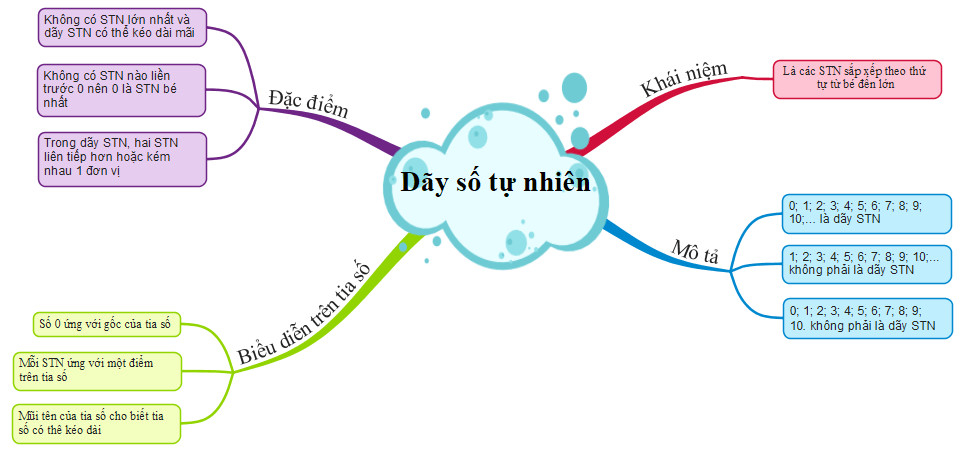 Dãy số tự nhiên
Khái niệm
Là các STN sắp xếp theo thứ
tự từ bé đến lớn
Mô tả
0; 1; 2; 3; 4; 5; 6; 7; 8; 9;
10;... là dãy STN
1; 2; 3; 4; 5; 6; 7; 8; 9; 10;...
không phải là dãy STN
0; 1; 2; 3; 4; 5; 6; 7; 8; 9;
10. không phải là dãy STN
Đặc điểm
Không có STN lớn nhất và
dãy STN có thể kéo dài mãi
Không có STN nào liền
trước 0 nên 0 là STN bé
nhất
Trong dãy STN, hai STN
liên tiếp hơn hoặc kém
nhau 1 đơn vị
Biểu diễn trên tia số
Số 0 ứng với gốc của tia số
Mỗi STN ứng với một điểm
trên tia số
Mũi tên của tia số cho biết tia
số có thể kéo dài